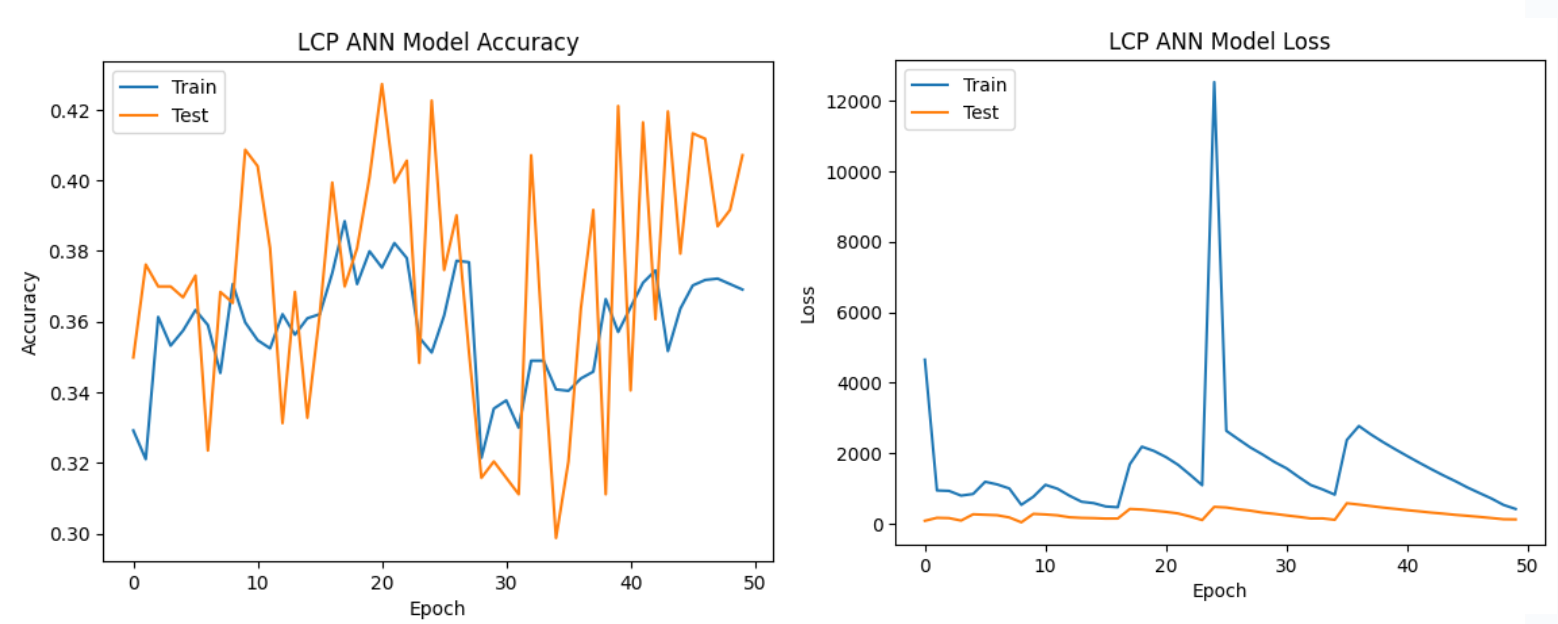 LCP ANN Model Accuracy
Train
Test
Accuracy
0.42
0.40
0.38
0.36
0.34
0.32
0.30
0 10 20 30 40 50
Epoch
LCP ANN Model Loss
Train
Test
Loss
12000
10000
8000
6000
4000
2000
0
0 10 20 30 40 50
Epoch